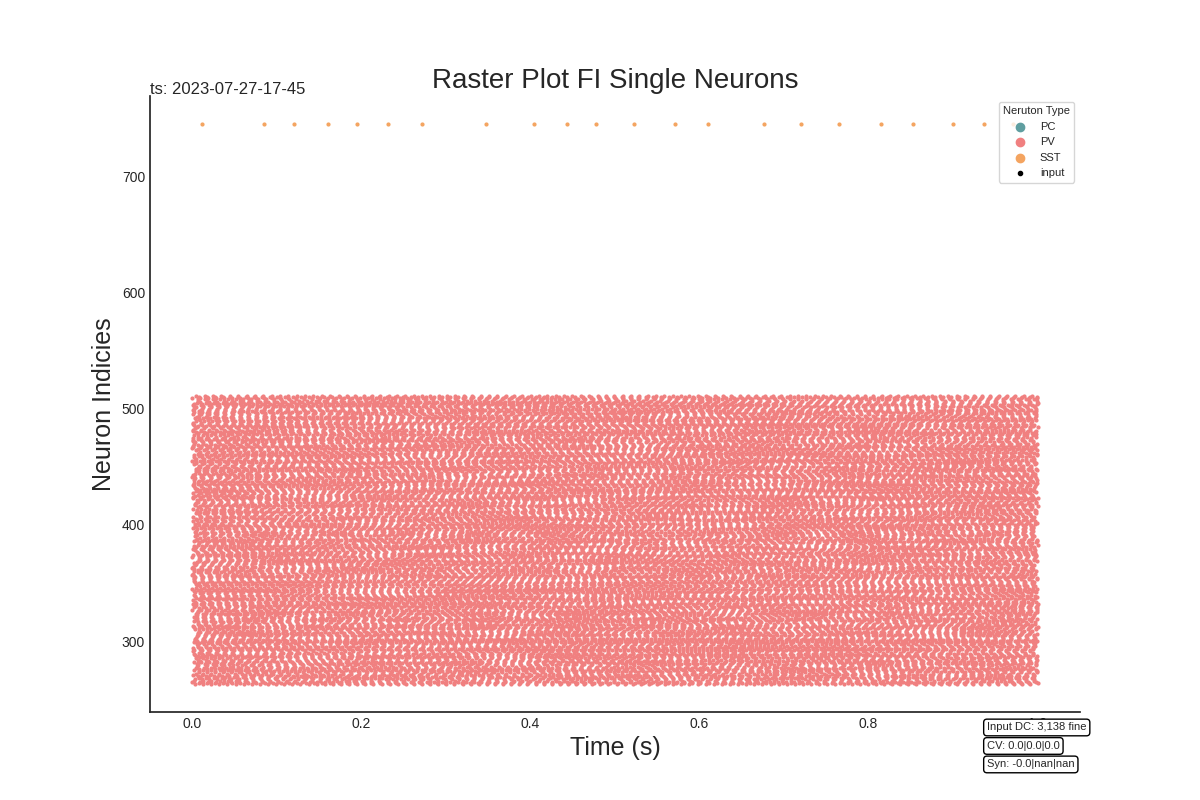 Raster Plot FI Single Neurons
ts: 2023-07-27-17-45
Neruton Type
PC
PV
SST
input
700
600
500
400
300
Neuron Indicies
0.0 0.2 0.4 0.6 0.8
Time (s)
Input DC: 3,138 fine
CV: 0.0|0.0|0.0
Syn: -0.0|nan|nan